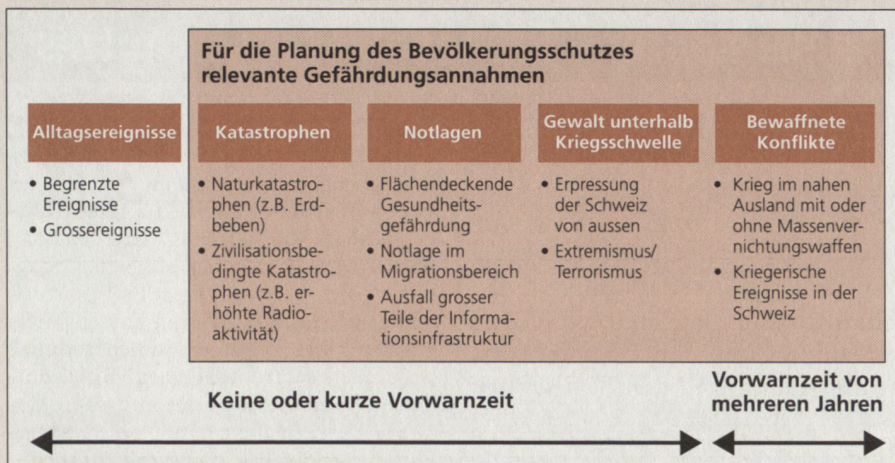 Für die Planung des Bevölkerungsschutzes
relevante Gefährdungsannahmen
Alltagsereignisse
• Begrenzte
Ereignisse
• Grossereignisse
Katastrophen
• Naturkatastro-
phen (z.B. Erd-
beben)
• Zivilisationsbe-
dingte Katastro-
phen (z.B. er-
höhte Radio-
aktivität)
Notlagen
• Flächendeckende
Gesundheits-
gefährdung
• Notlage im
Migrationsbereich
• Ausfall grosser
Teile der Informa-
tionsinfrastruktur
Gewalt unterhalb
Kriegsschwelle
• Erpressung
der Schweiz
von aussen
• Extremismus/
Terrorismus
Bewaffnete
Konflikte
• Krieg im nahen
Ausland mit oder
ohne Massenver-
nichtungswaffen
• Kriegerische
Ereignisse in der
Schweiz
Keine oder kurze Vorwarnzeit
Vorwarnzeit von
mehreren Jahren